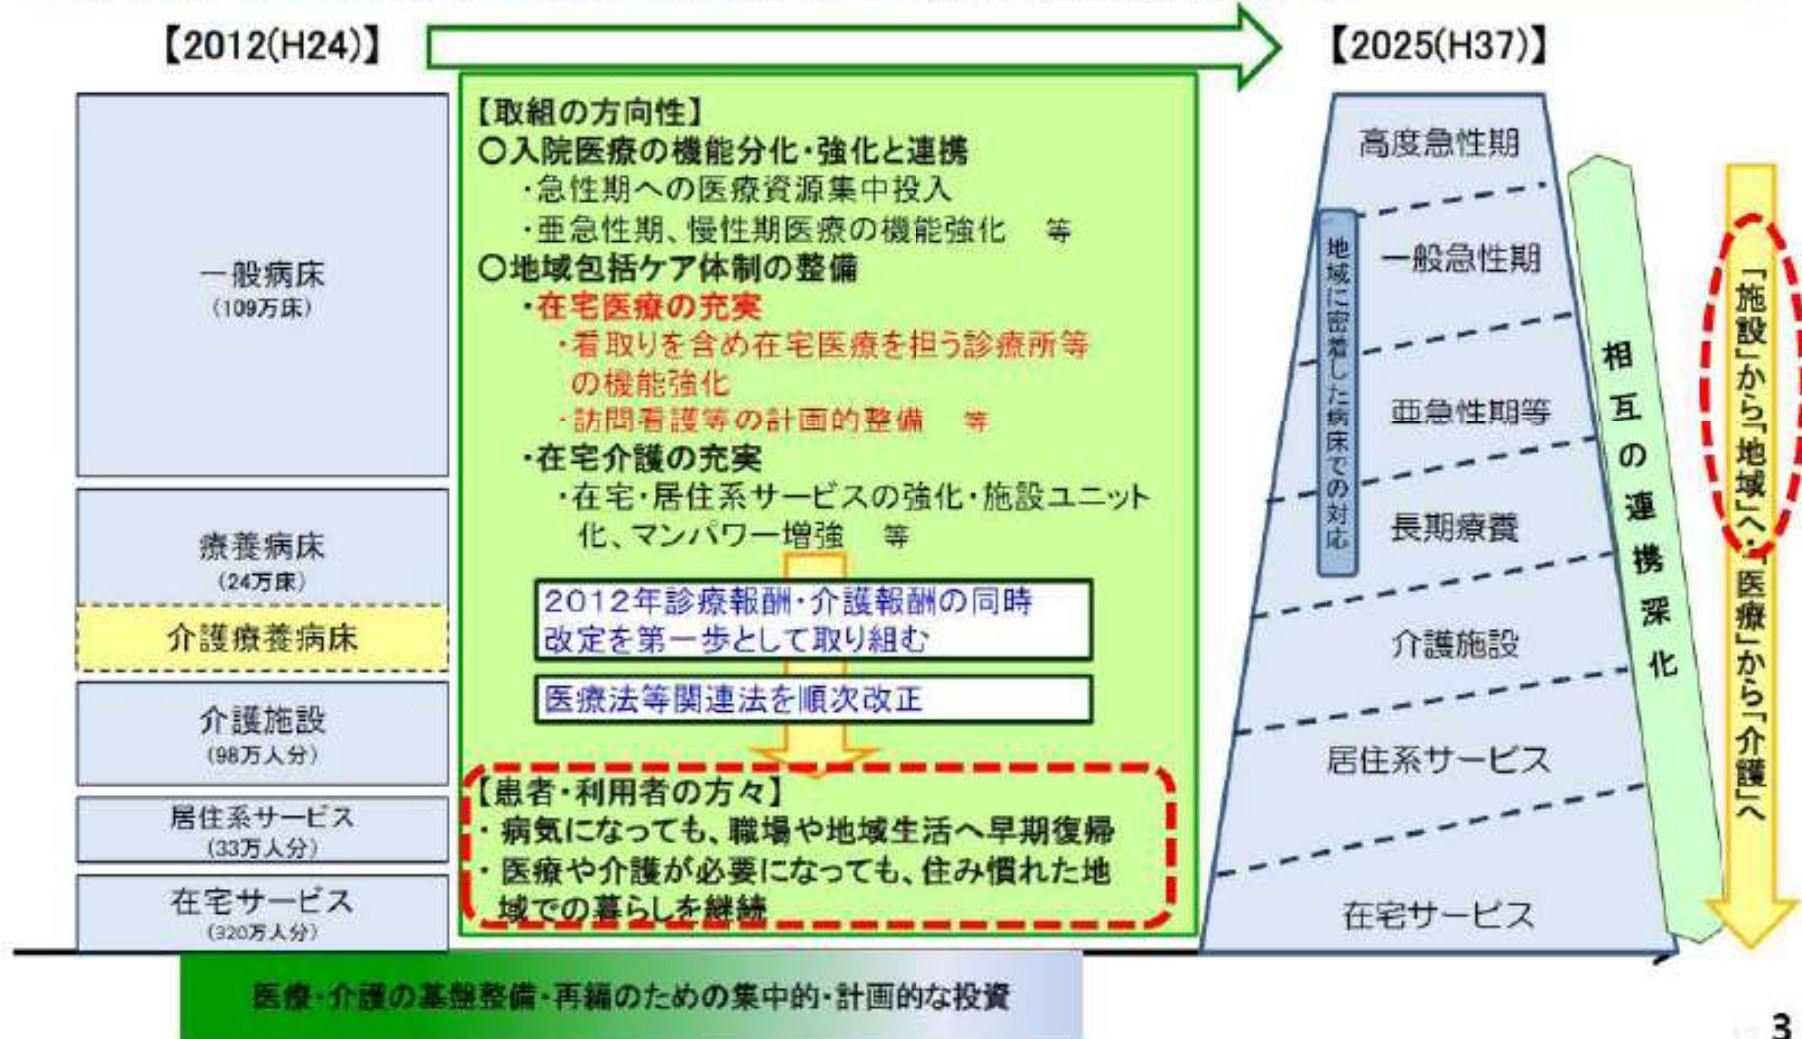 【2012(H24)】
【2025(H37)】
一般病床
(109万床)
療養病床
(24万床)
介護療養病床
介護施設
(98万人分)
居住系サービス
(33万人分)
在宅サービス
(320万人分)
【取組の方向性】
○入院医療の機能分化・強化と連携
・急性期への医療資源集中投入
・亜急性期、慢性期医療の機能強化　等
○地域包括ケア体制の整備
・在宅医療の充実
・看取りを含め在宅医療を担う診療所等
の機能強化
・訪問看護等の計画的整備　等
・在宅介護の充実
・在宅・居住系サービスの強化・施設ユニット
化、マンパワー増強　等
2012年診療報酬・介護報酬の同時
改定を第一歩として取り組む
医療法等関連法を順次改正
【患者・利用者の方々】
・ 病気になっても、職場や地域生活へ早期復帰
・ 医療や介護が必要になっても、住み慣れた地
域での暮らしを継続
高度急性期
一般急性期
亜急性期等
長期療養
介護施設
居住系サービス
在宅サービス
地域に密着した病床での対応
相互の連携深化
「施設」から「地域」へ・「医療」から「介護」へ
医療・介護の基盤整備・再編のための集中的・計画的な投資
3